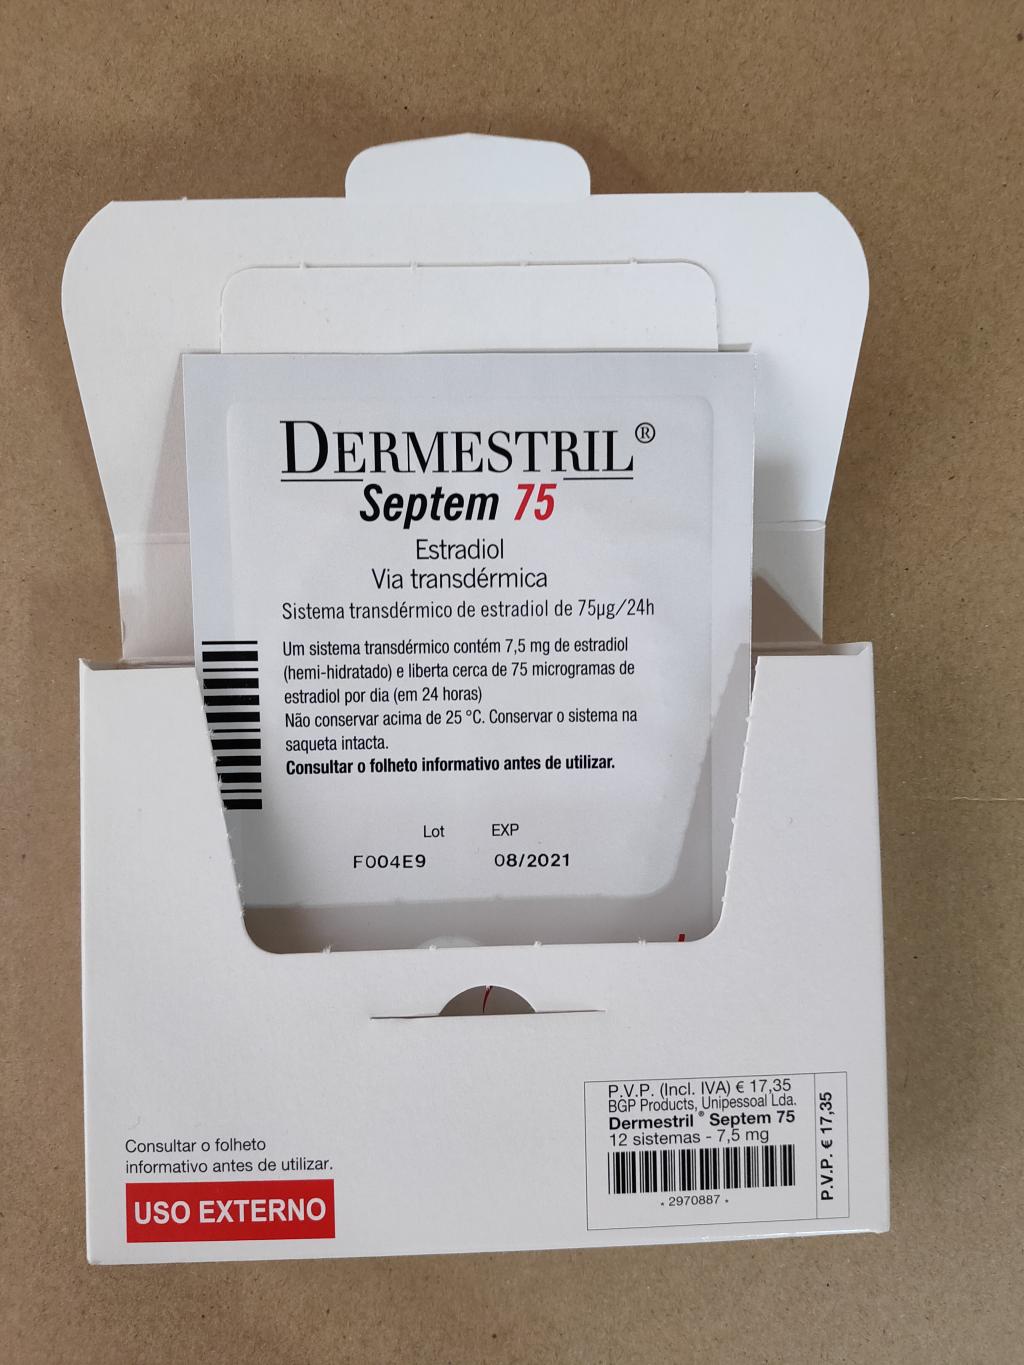 DERMESTRIL®
Septem 75
Estradiol
Via transdérmica
Sistema transdérmico de estradiol de 75µg/24h
Um sistema transdérmico contém 7,5 mg de estradiol
(hemi-hidratado) e liberta cerca de 75 microgramas de
estradiol por dia (em 24 horas)
Não conservar acima de 25 °C. Conservar o sistema na
saqueta intacta.
Consultar o folheto informativo antes de utilizar.
Lot EXP
F004E9 08/2021
Consultar o folheto
informativo antes de utilizar.
USO EXTERNO
P.V.P. (Incl. IVA) € 17,35
BGP Products, Unipessoal Lda.
Dermestril® Septem 75
12 sistemas - 7,5 mg
* 2970887 *
P.V.P. € 17,35